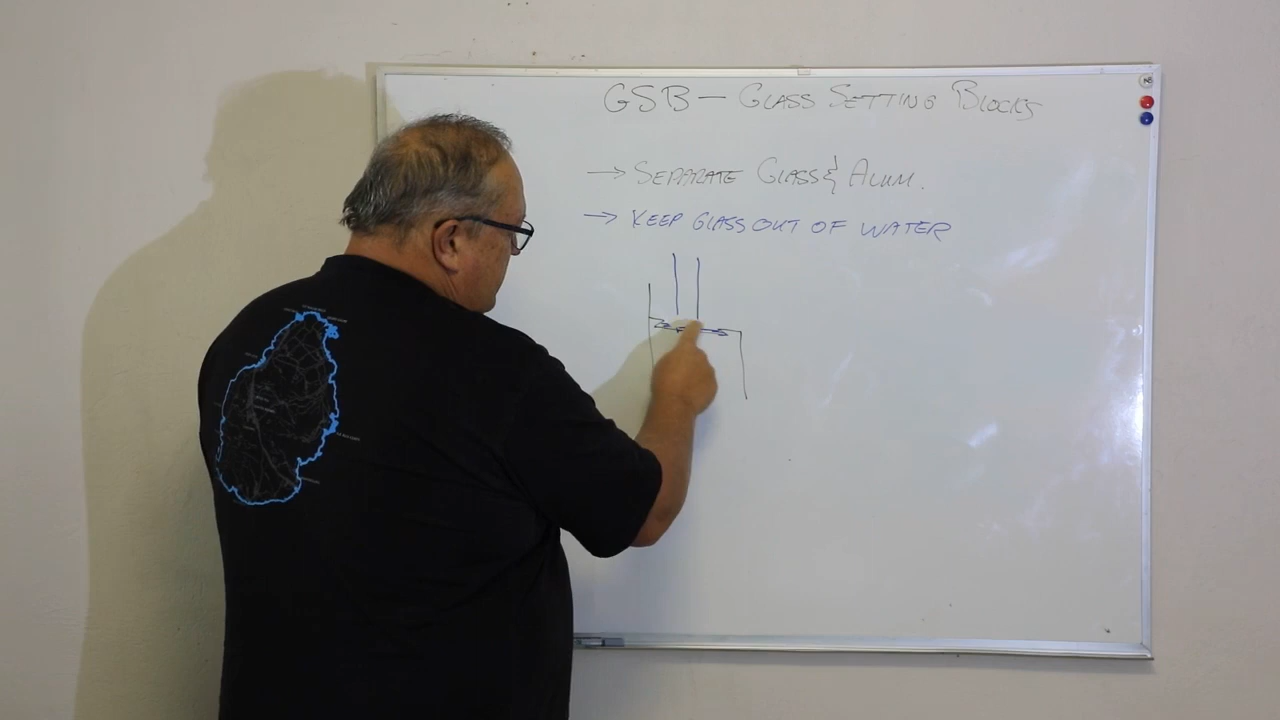 GSB — GLASS SETTING BLOCKS
→ SEPARATE GLASS & ALUM.
→ KEEP GLASS OUT OF WATER